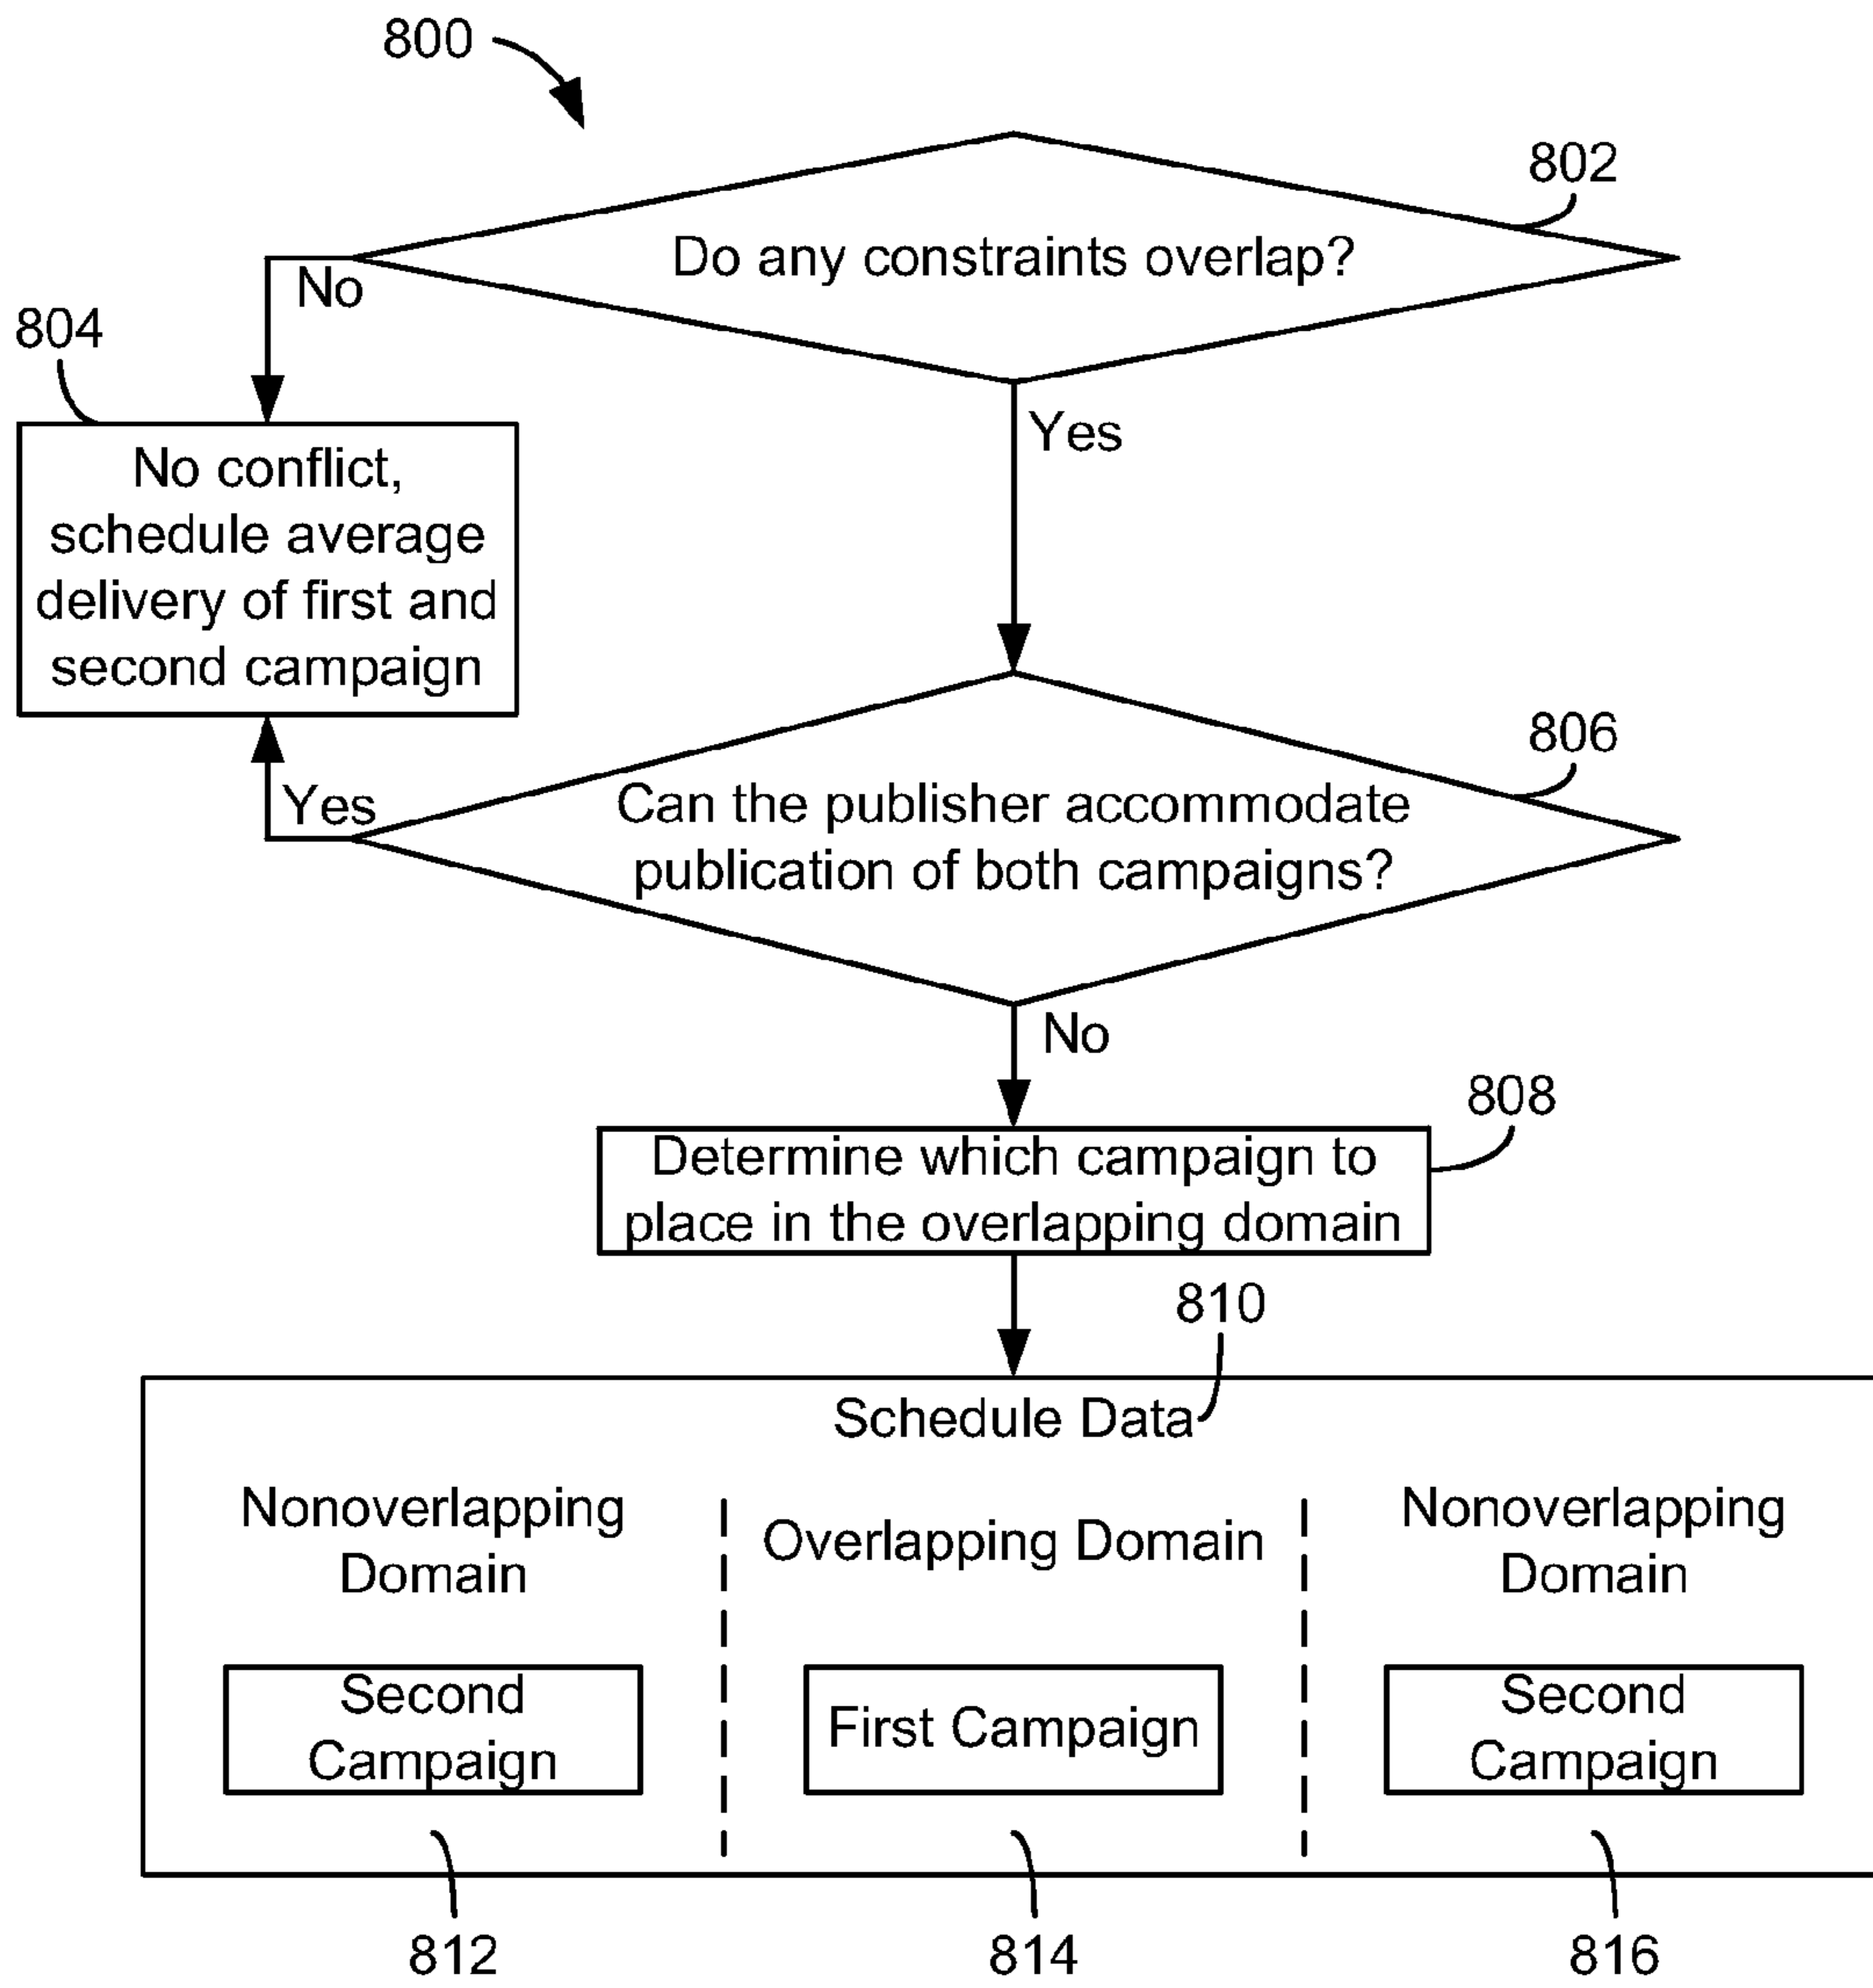 800
802
Do any constraints overlap?
No
804
No conflict,
schedule average
delivery of first and
second campaign
Yes
806
Can the publisher accommodate
publication of both campaigns?
Yes
No
808
Determine which campaign to
place in the overlapping domain
810
Schedule Data
Nonoverlapping
Domain
Overlapping Domain
Nonoverlapping
Domain
Second
Campaign
First Campaign
Second
Campaign
812
814
816